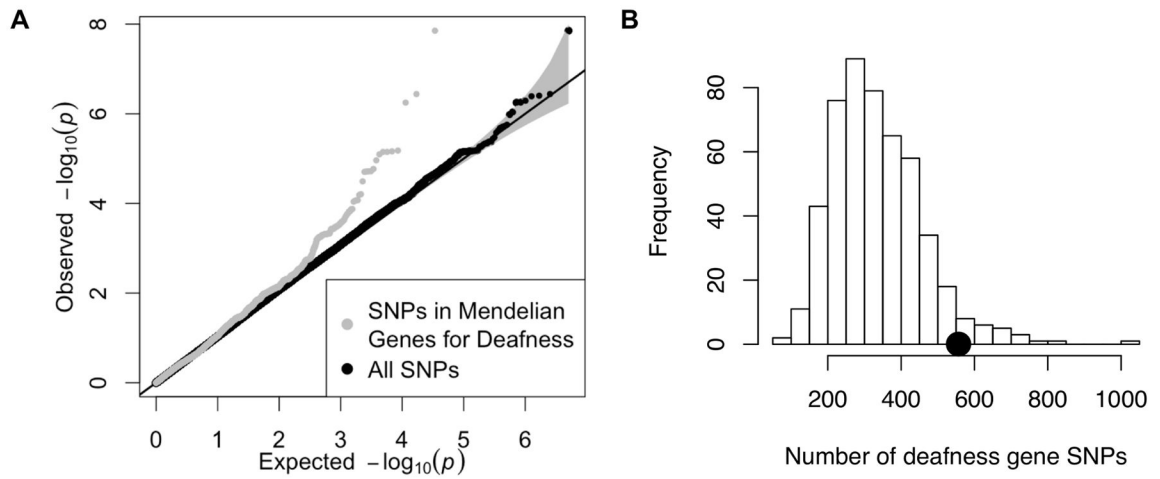 A
8
6
4
2
0
Observed −log10(p)
0 1 2 3 4 5 6
Expected −log10(p)
SNPs in Mendelian
Genes for Deafness
All SNPs
B
80
60
40
20
0
Frequency
200 400 600 800 1000
Number of deafness gene SNPs